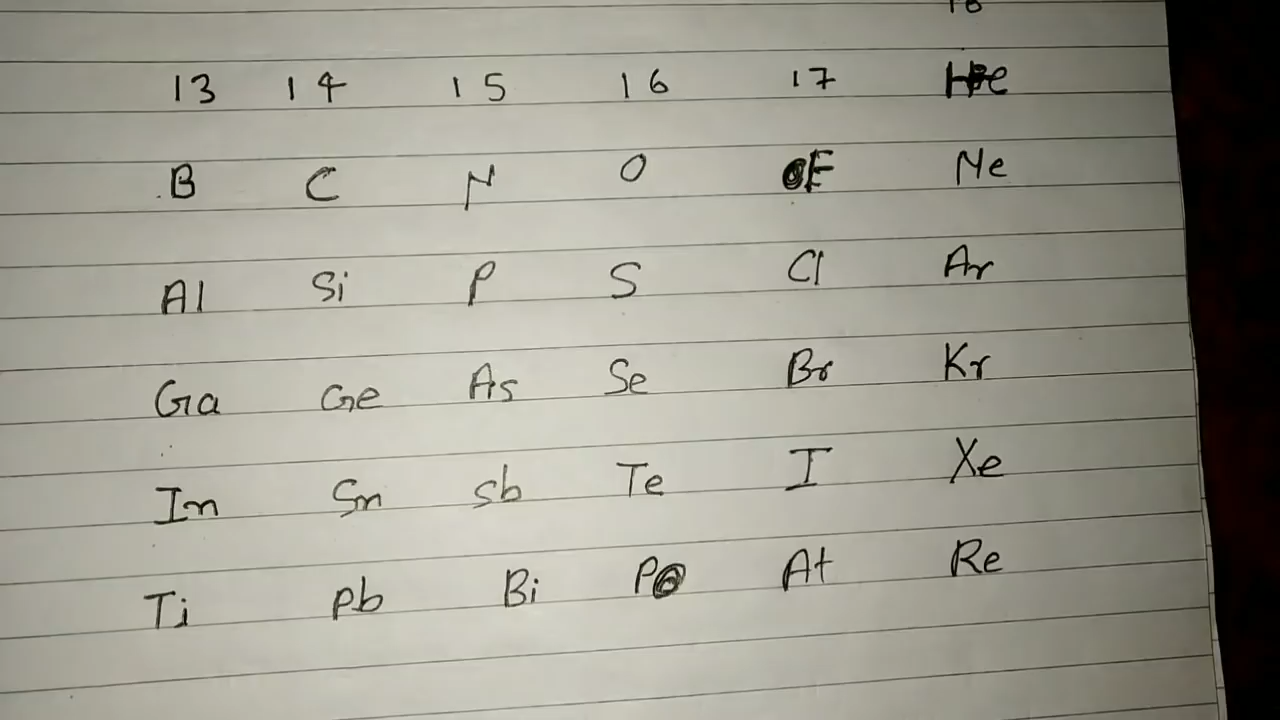 18
13 14 15 16 17 He
B C N O F Ne
Al Si P S Cl Ar
Ga Ge As Se Br Kr
In Sn Sb Te I Xe
Ti Pb Bi Po At Re